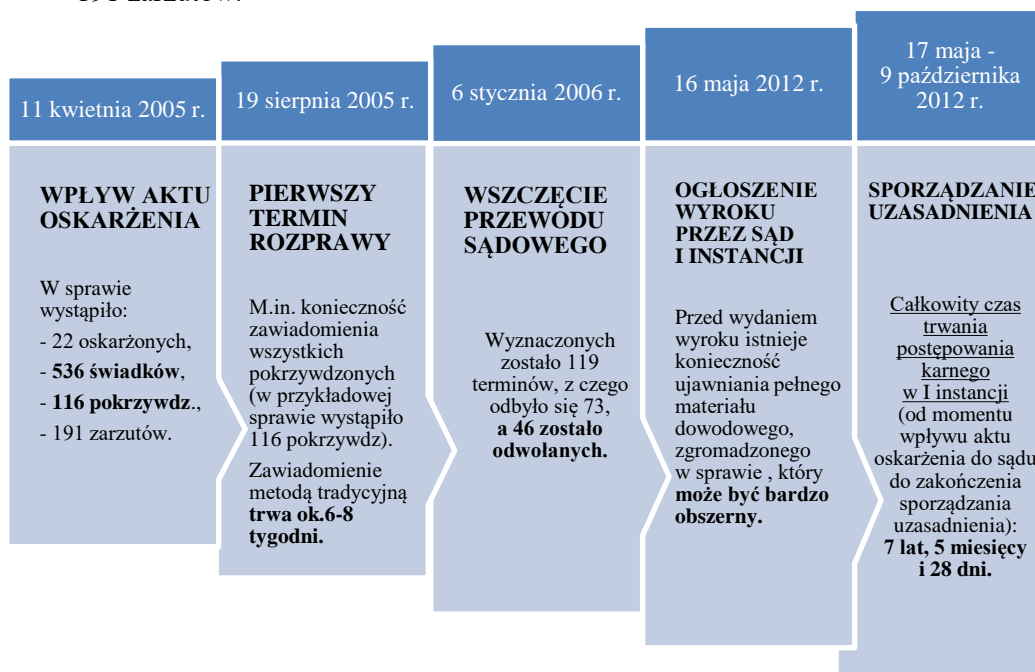 191 zarzutów.
11 kwietnia 2005 r.
WPŁYW AKTU
OSKARŻENIA
W sprawie
wystąpiło:
- 22 oskarżonych,
- 536 świadków,
- 116 pokrzywdz.,
- 191 zarzutów.
19 sierpnia 2005 r.
PIERWSZY
TERMIN
ROZPRAWY
M.in. konieczność
zawiadomienia
wszystkich
pokrzywdzonych
(w przykładowej
sprawie wystąpiło
116 pokrzywdz).
Zawiadomienie
metodą tradycyjną
trwa ok.6-8
tygodni.
6 stycznia 2006 r.
WSZCZĘCIE
PRZEWODU
SĄDOWEGO
Wyznaczonych
zostało 119
terminów, z czego
odbyło się 73,
a 46 zostało
odwołanych.
16 maja 2012 r.
OGŁOSZENIE
WYROKU
PRZEZ SĄD
I INSTANCJI
Przed wydaniem
wyroku istnieje
konieczność
ujawniania pełnego
materiału
dowodowego,
zgromadzonego
w sprawie , który
może być bardzo
obszerny.
17 maja -
9 października
2012 r.
SPORZĄDZANIE
UZASADNIENIA
Całkowity czas
trwania
postępowania
karnego
w I instancji
(od momentu
wpływu aktu
oskarżenia do sądu
do zakończenia
sporządzania
uzasadnienia):
7 lat, 5 miesięcy
i 28 dni.